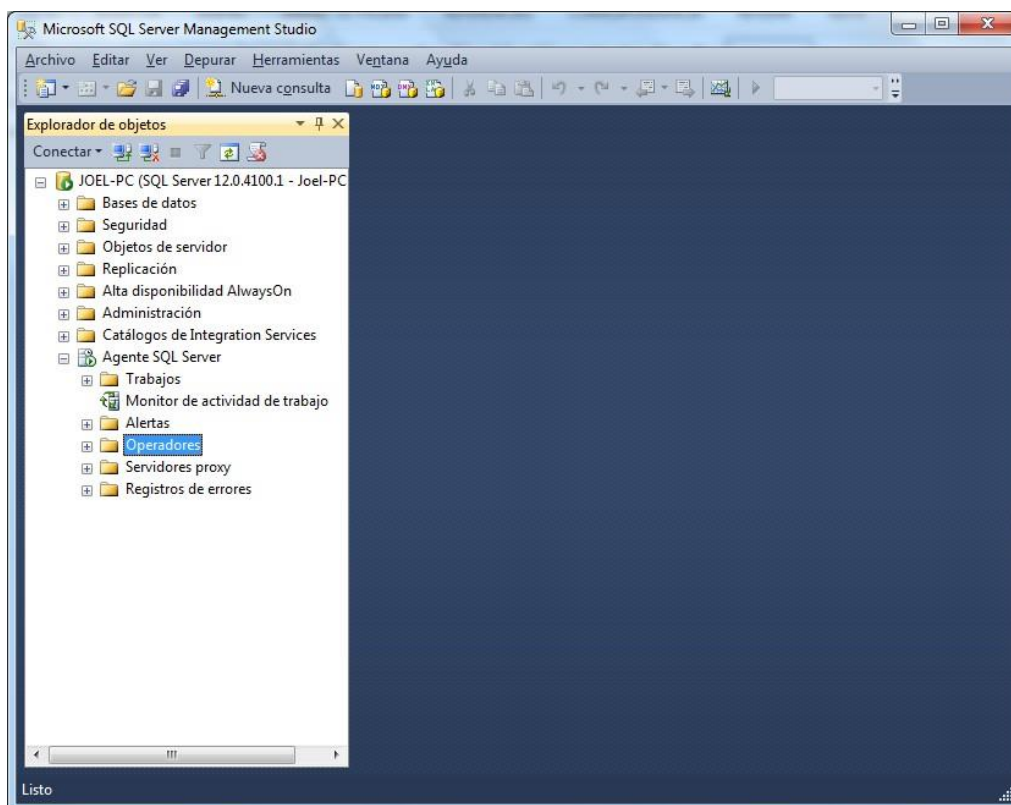 Microsoft SQL Server Management Studio
Archivo Editar Ver Depurar Herramientas Ventana Ayuda
Nueva consulta
Explorador de objetos
Conectar
JOEL-PC (SQL Server 12.0.4100.1 - Joel-PC
Bases de datos
Seguridad
Objetos de servidor
Replicación
Alta disponibilidad AlwaysOn
Administración
Catálogos de Integration Services
Agente SQL Server
Trabajos
Monitor de actividad de trabajo
Alertas
Operadores
Servidores proxy
Registros de errores
Listo